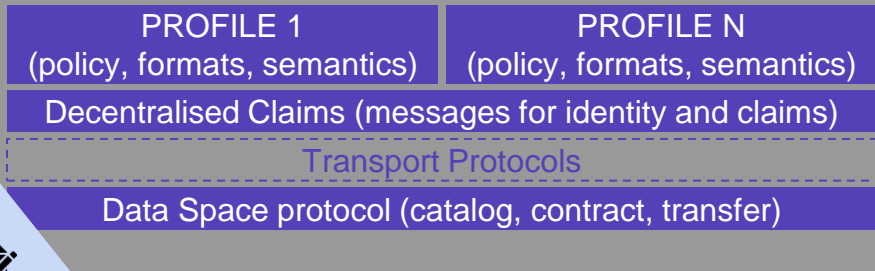 PROFILE 1
(policy, formats, semantics)
PROFILE N
(policy, formats, semantics)
Decentralised Claims (messages for identity and claims)
Transport Protocols
Data Space protocol (catalog, contract, transfer)